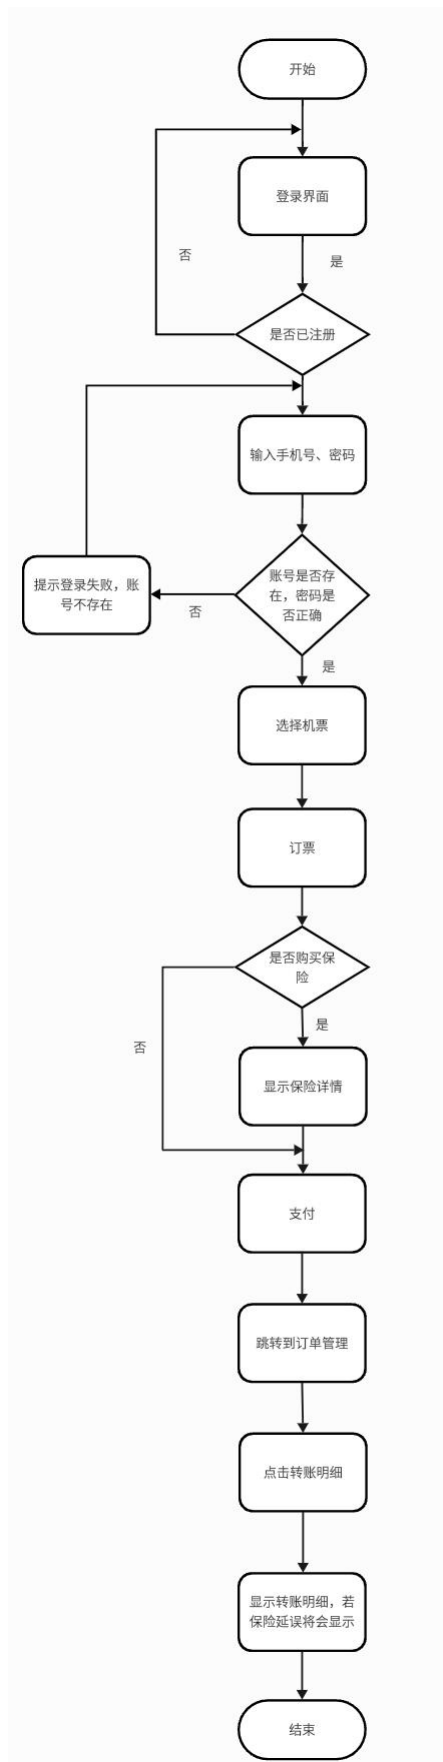 开始
登录界面
否
是
是否已注册
输入手机号、密码
账号是否存
在，密码是
否正确
提示登录失败，账
号不存在
否
是
选择机票
订票
是否购买保
险
是
否
显示保险详情
支付
跳转到订单管理
点击转账明细
显示转账明细，若
保险延误将会显示
结束